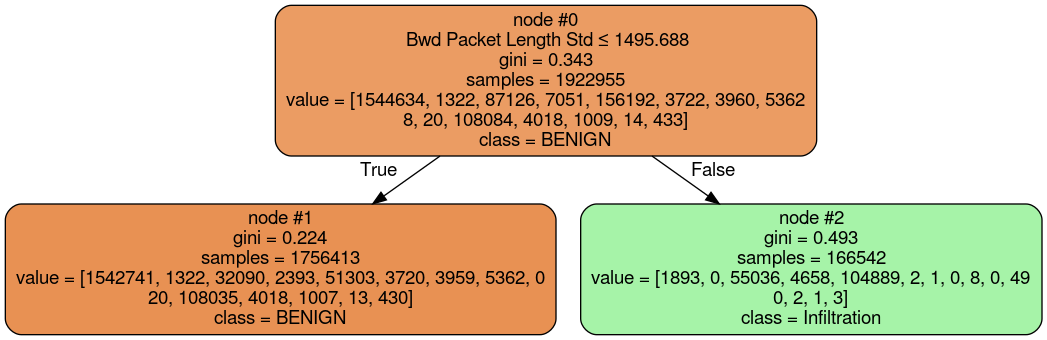 node #0
Bwd Packet Length Std ≤ 1495.688
gini = 0.343
samples = 1922955
value = [1544634, 1322, 87126, 7051, 156192, 3722, 3960, 5362
8, 20, 108084, 4018, 1009, 14, 433]
class = BENIGN
True
False
node #1
gini = 0.224
samples = 1756413
value = [1542741, 1322, 32090, 2393, 51303, 3720, 3959, 5362, 0
20, 108035, 4018, 1007, 13, 430]
class = BENIGN
node #2
gini = 0.493
samples = 166542
value = [1893, 0, 55036, 4658, 104889, 2, 1, 0, 8, 0, 49
0, 2, 1, 3]
class = Infiltration